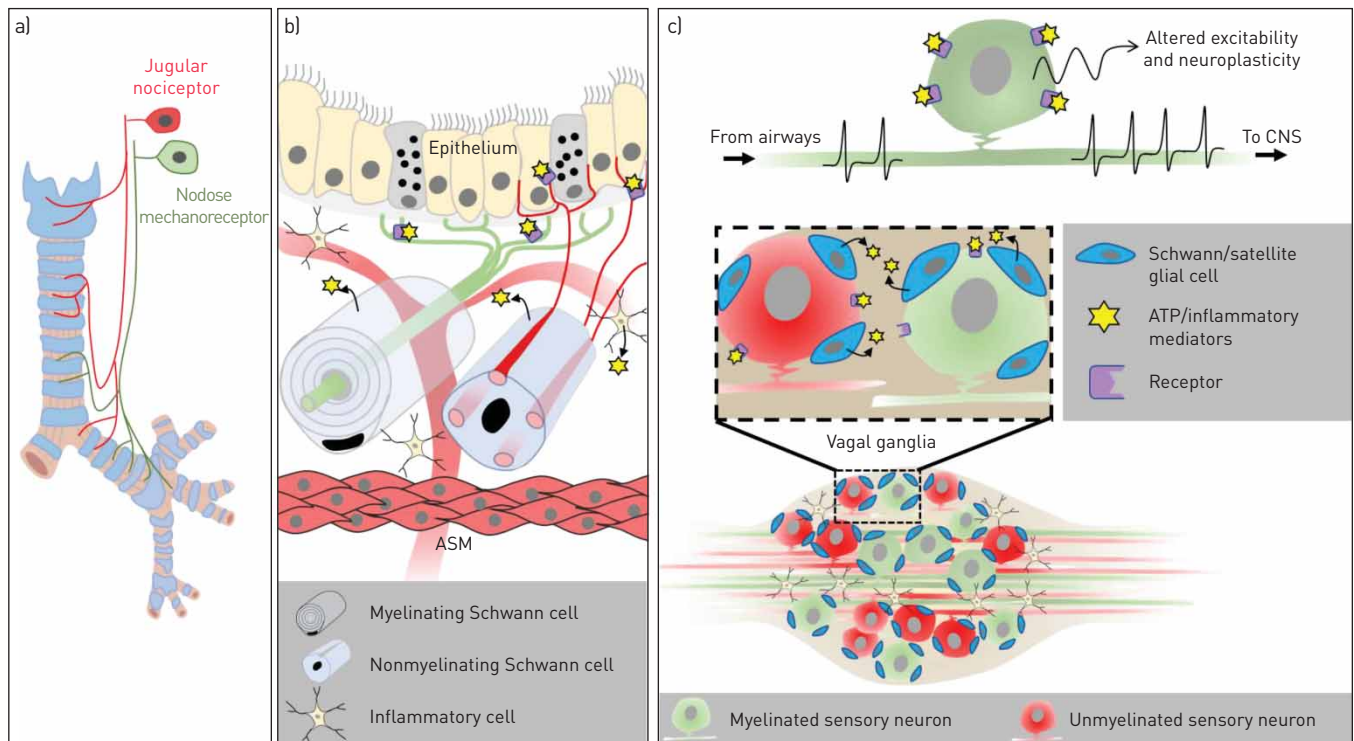 a)
Jugular
nociceptor
Nodose
mechanoreceptor
b)
Epithelium
ASM
Myelinating Schwann cell
Nonmyelinating Schwann cell
Inflammatory cell
c)
Altered excitability
and neuroplasticity
From airways
To CNS
Schwann/satellite
glial cell
ATP/inflammatory
mediators
Receptor
Vagal ganglia
Myelinated sensory neuron
Unmyelinated sensory neuron